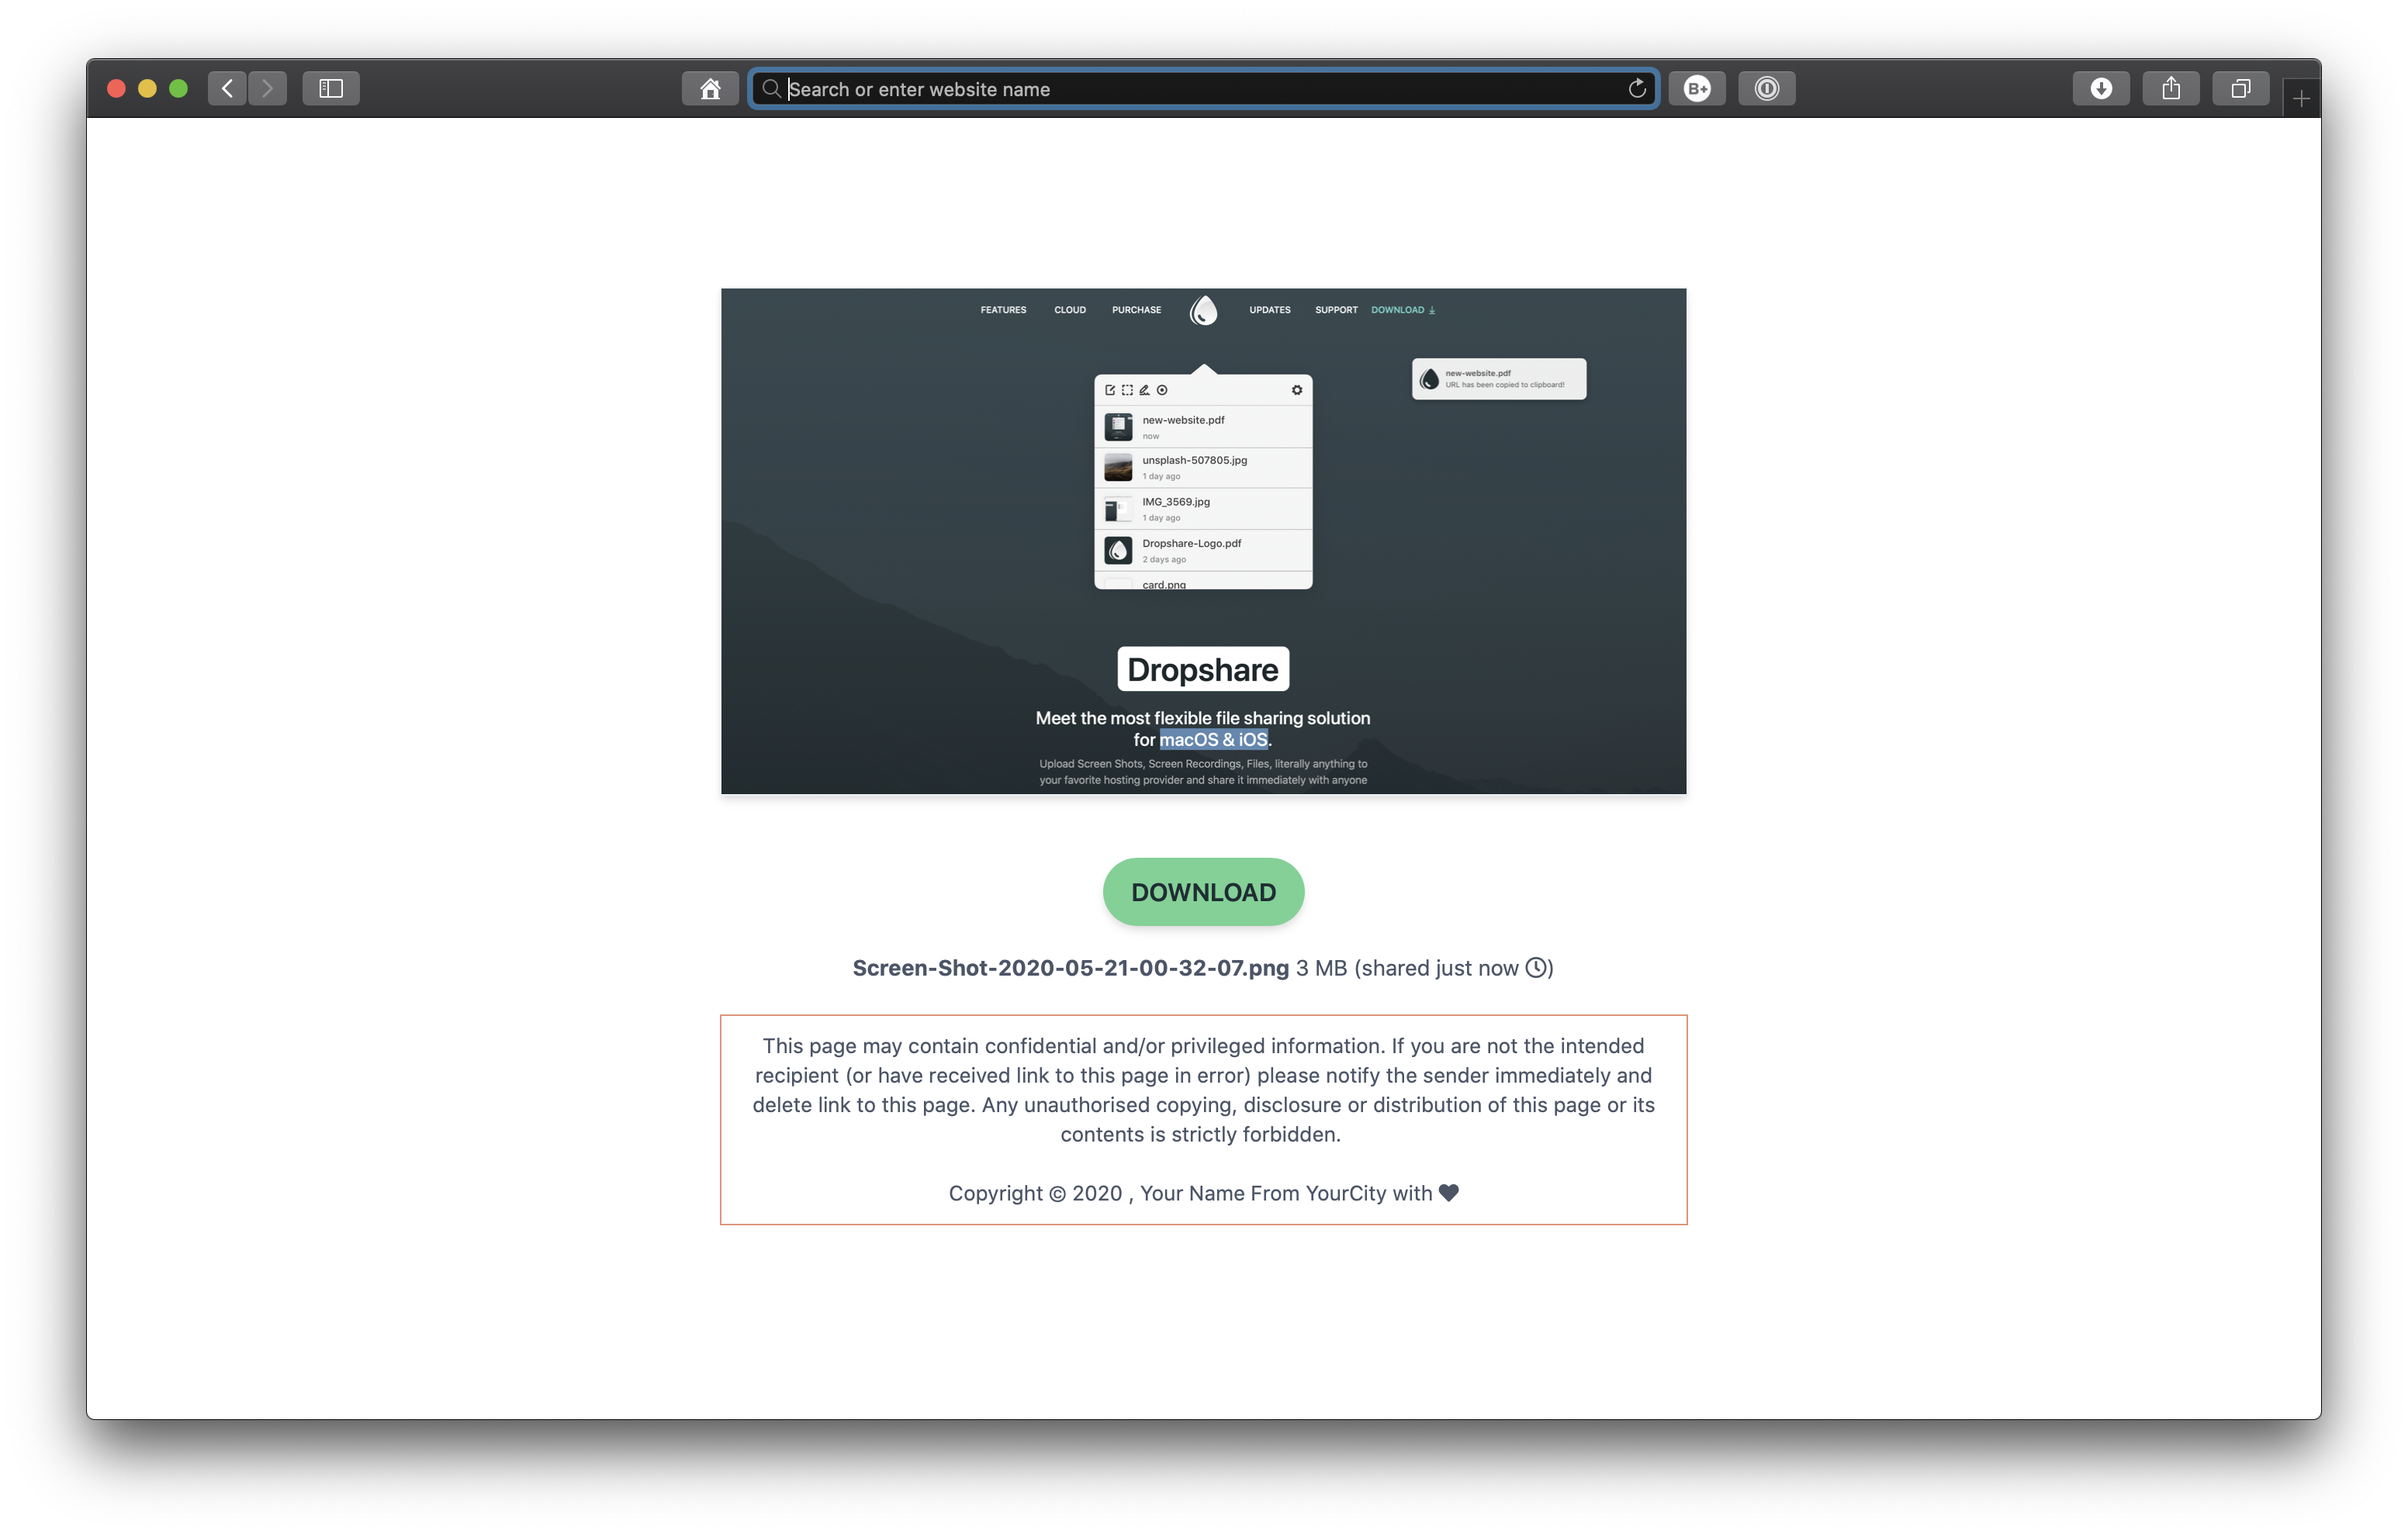 Search or enter website name
B+
FEATURES CLOUD PURCHASE UPDATES SUPPORT DOWNLOAD
new-website.pdf
URL has been copied to clipboard!
new-website.pdf
now
unsplash-507805.jpg
1 day ago
IMG_3569.jpg
1 day ago
Dropshare-Logo.pdf
2 days ago
card.png
Dropshare
Meet the most flexible file sharing solution
for macOS & iOS.
Upload Screen Shots, Screen Recordings, Files, literally anything to
your favorite hosting provider and share it immediately with anyone
DOWNLOAD
Screen-Shot-2020-05-21-00-32-07.png 3 MB (shared just now )
This page may contain confidential and/or privileged information. If you are not the intended
recipient (or have received link to this page in error) please notify the sender immediately and
delete link to this page. Any unauthorised copying, disclosure or distribution of this page or its
contents is strictly forbidden.
Copyright © 2020 , Your Name From YourCity with ♥